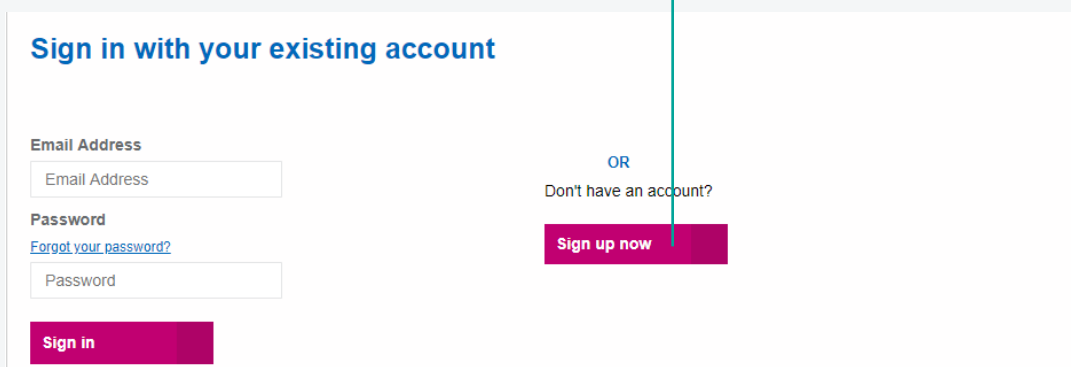 Sign in with your existing account
Email Address
Email Address
Password
Forgot your password?
Password
Sign in
OR
Don't have an account?
Sign up now